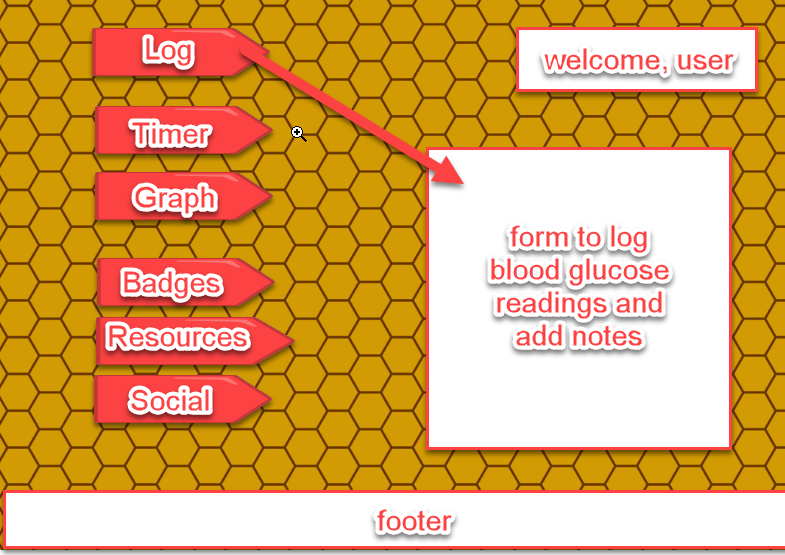 Log
welcome, user
Timer
Graph
form to log
blood glucose
readings and
add notes
Badges
Resources
Social
footer